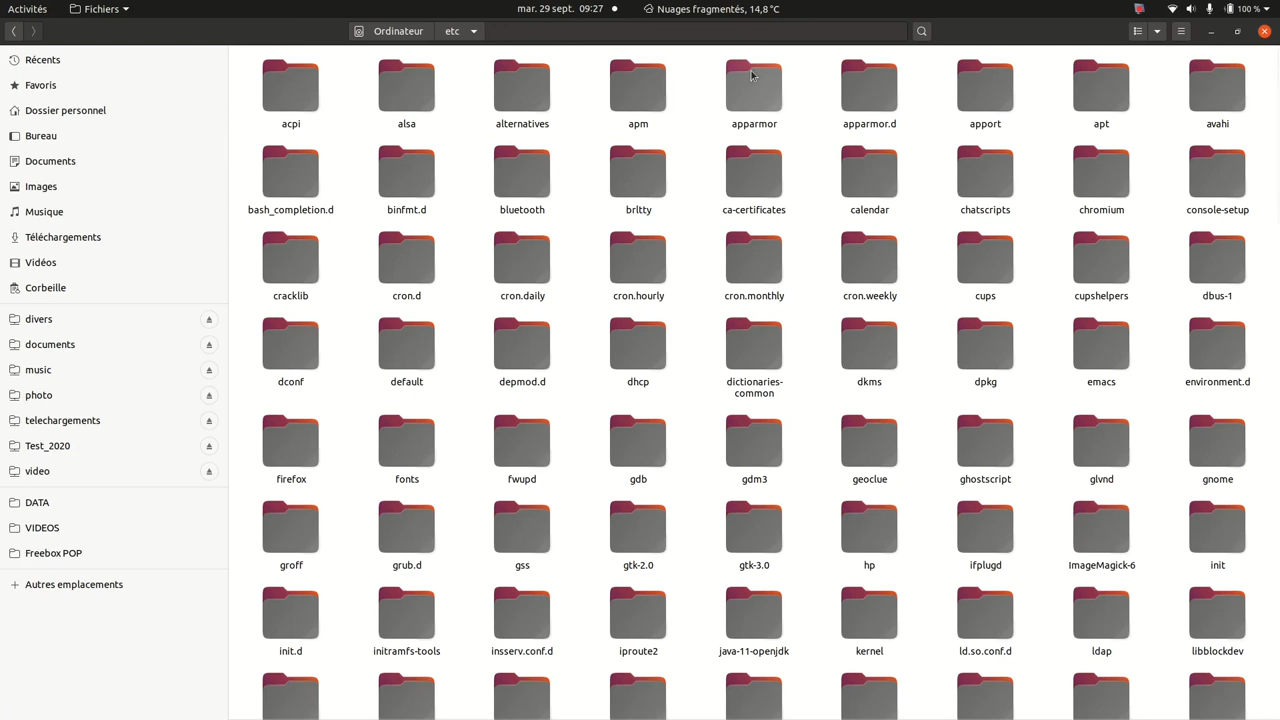 Activités Fichiers mar. 29 sept. 09:27 Nuages fragmentés, 14,8 °C 100 %
Ordinateur etc
Récents
Favoris
Dossier personnel
Bureau
Documents
Images
Musique
Téléchargements
Vidéos
Corbeille
divers
documents
music
photo
telechargements
Test_2020
video
DATA
VIDEOS
Freebox POP
Autres emplacements
acpi alsa alternatives apm apparmor apparmor.d apport apt avahi
bash_completion.d binfmt.d bluetooth brltty ca-certificates calendar chatscripts chromium console-setup
cracklib cron.d cron.daily cron.hourly cron.monthly cron.weekly cups cupshelpers dbus-1
dconf default depmod.d dhcp dictionaries- dkms dpkg emacs environment.d
common
firefox fonts fwupd gdb gdm3 geoclue ghostscript glvnd gnome
groff grub.d gss gtk-2.0 gtk-3.0 hp ifplugd ImageMagick-6 init
init.d initramfs-tools insserv.conf.d iproute2 java-11-openjdk kernel ld.so.conf.d ldap libblockdev